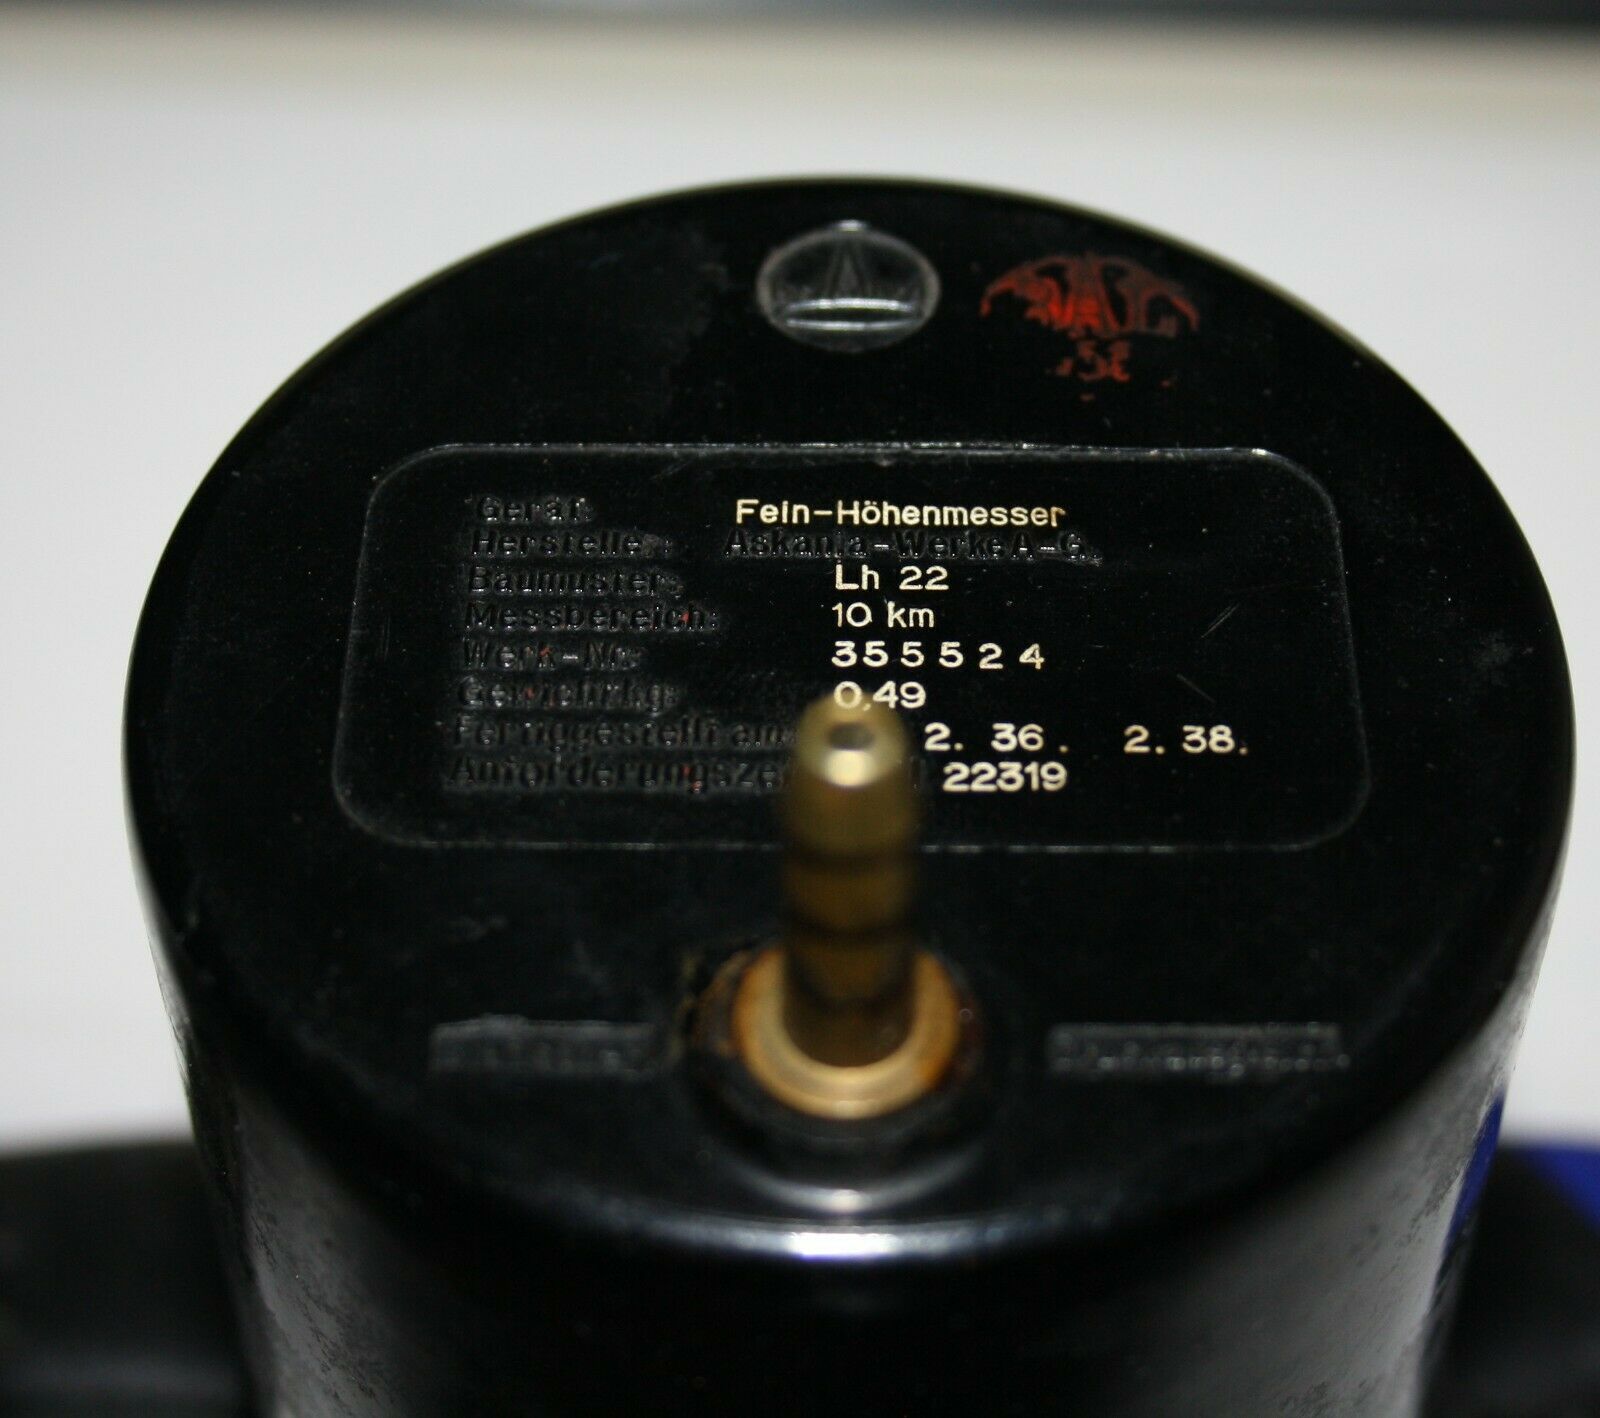 Gerät: Fein-Höhenmesser
Hersteller: Askania-Werke A-G.
Baumuster: Lh 22
Messbereich: 10 km
Werk-Nr.: 355524
Gewicht kg: 0,49
2. 36. 2. 38.
22319